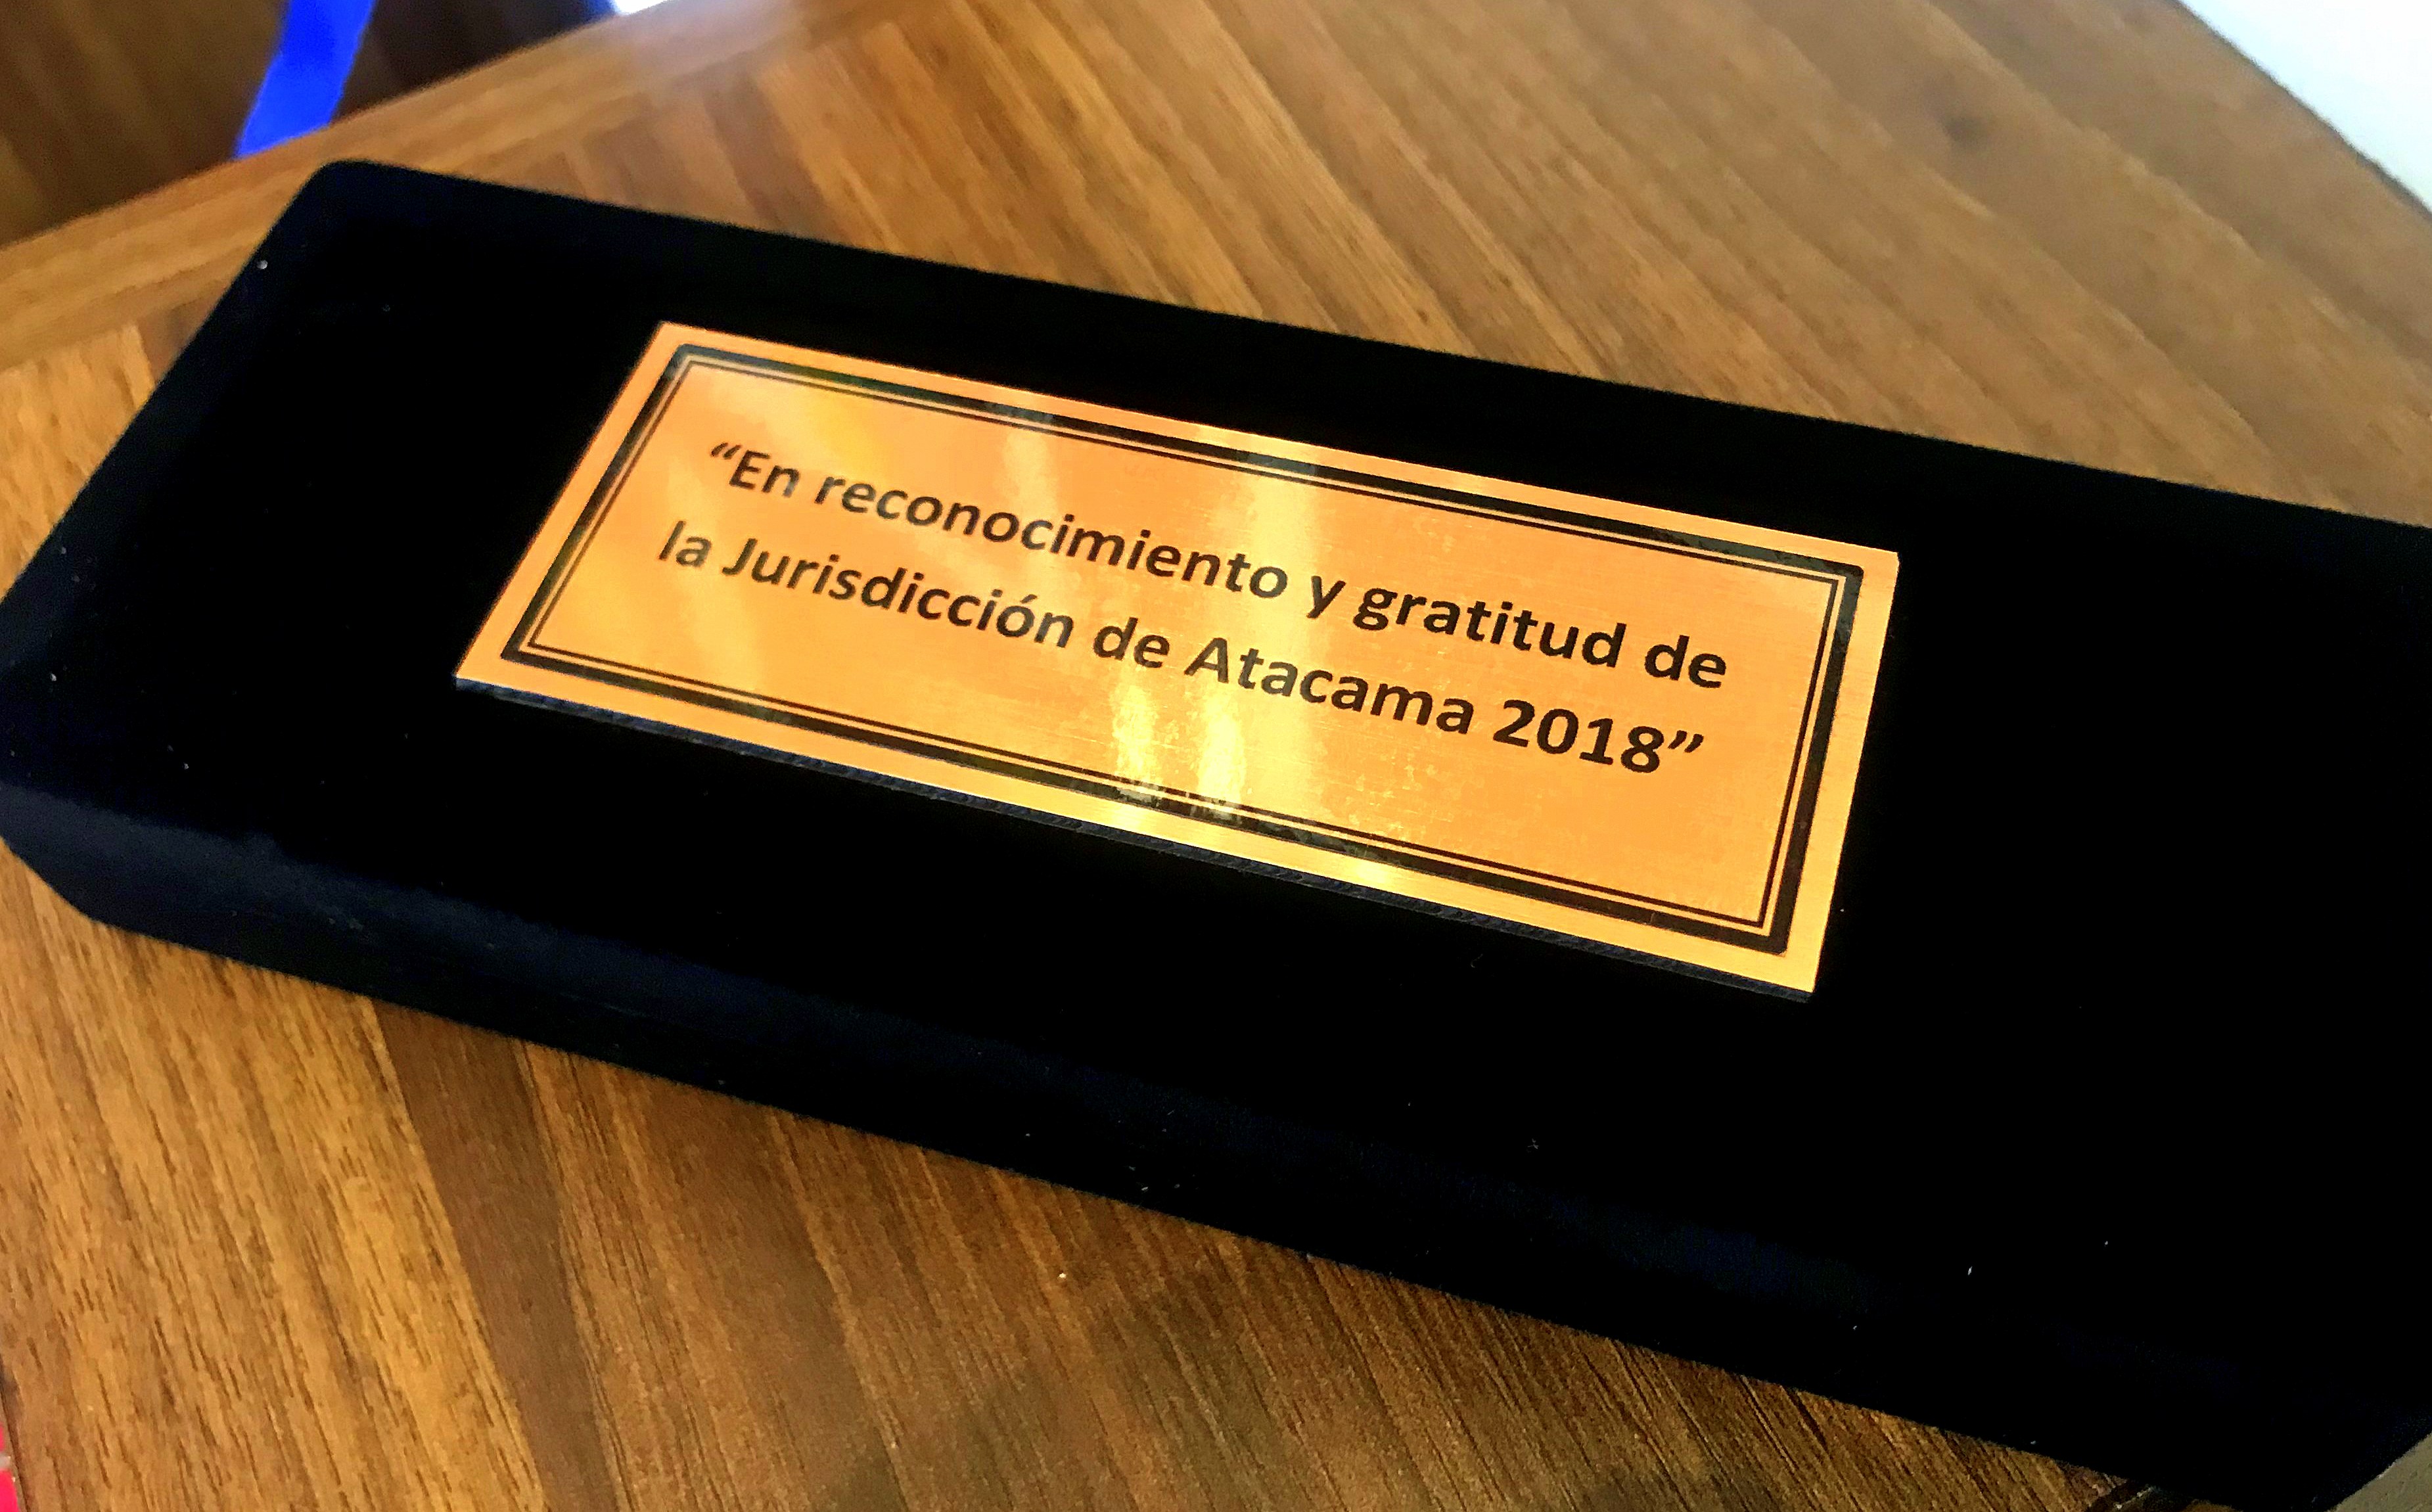 “En reconocimiento y gratitud de
la Jurisdicción de Atacama 2018”